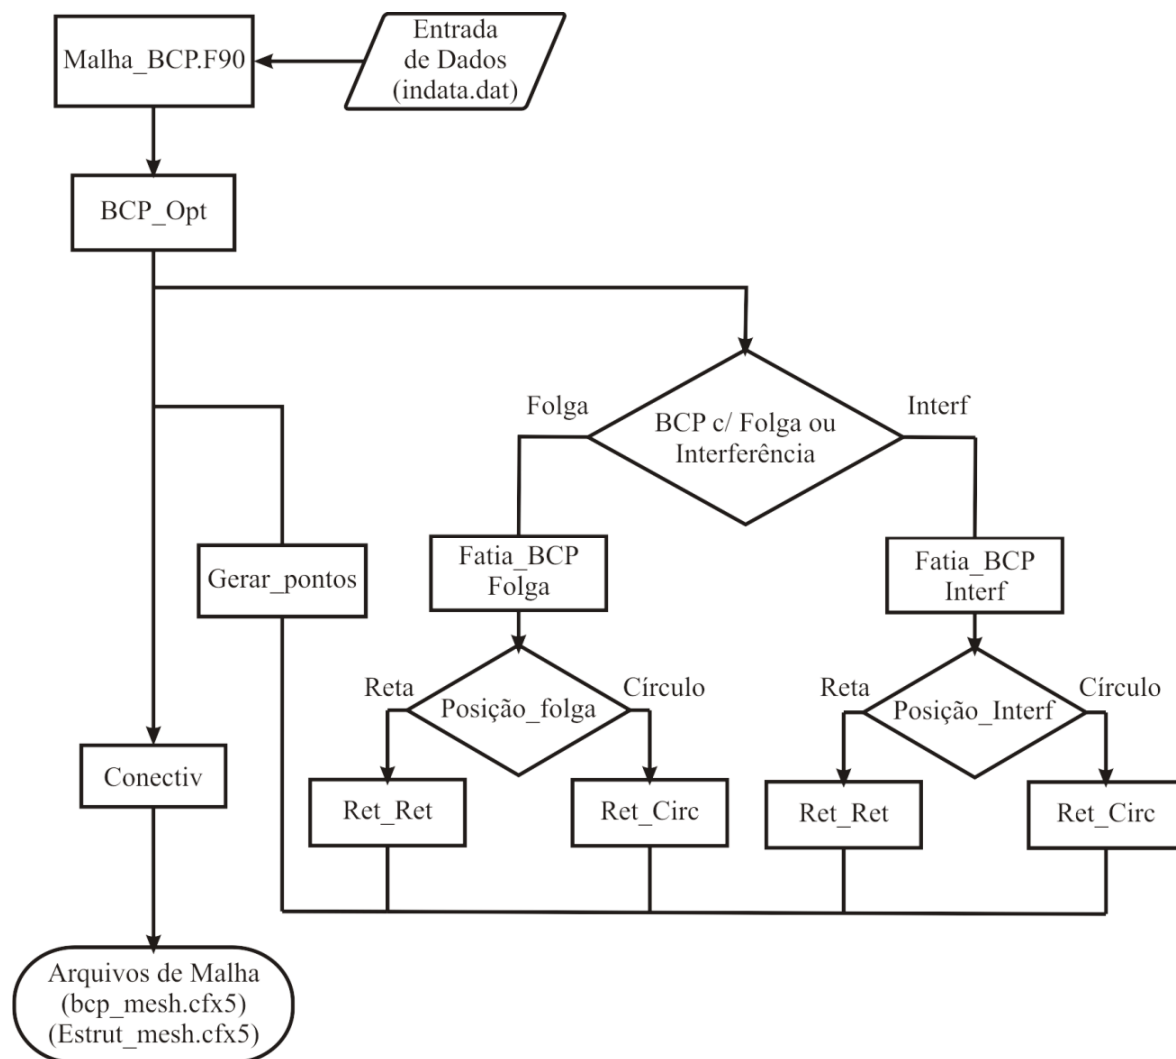 Malha_BCP.F90
Entrada
de Dados
(indata.dat)
BCP_Opt
Folga
Interf
BCP c/ Folga ou
Interferência
Gerar_pontos
Fatia_BCP
Folga
Fatia_BCP
Interf
Reta
Círculo
Posição_folga
Reta
Círculo
Posição_Interf
Conectiv
Ret_Ret
Ret_Circ
Ret_Ret
Ret_Circ
Arquivos de Malha
(bcp_mesh.cfx5)
(Estrut_mesh.cfx5)